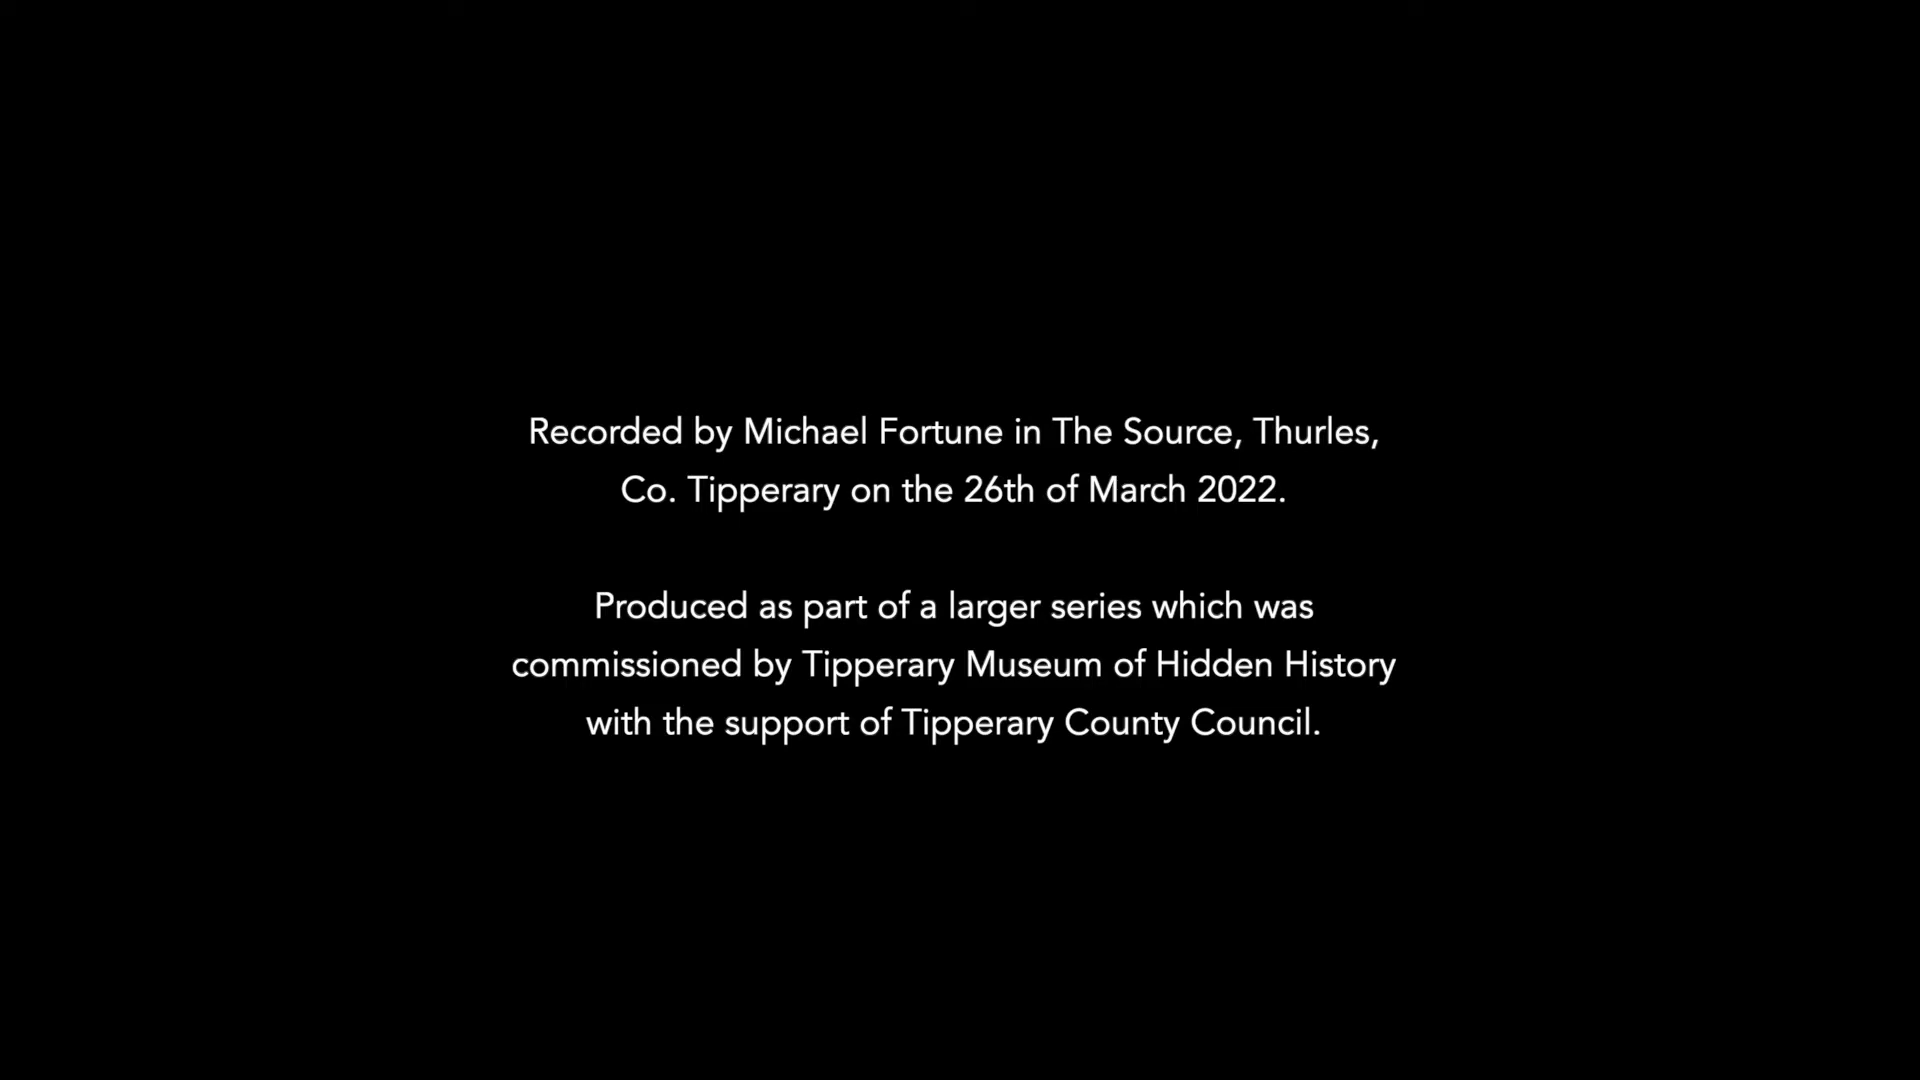 Recorded by Michael Fortune in The Source, Thurles,
Co. Tipperary on the 26th of March 2022.
Produced as part of a larger series which was
commissioned by Tipperary Museum of Hidden History
with the support of Tipperary County Council.